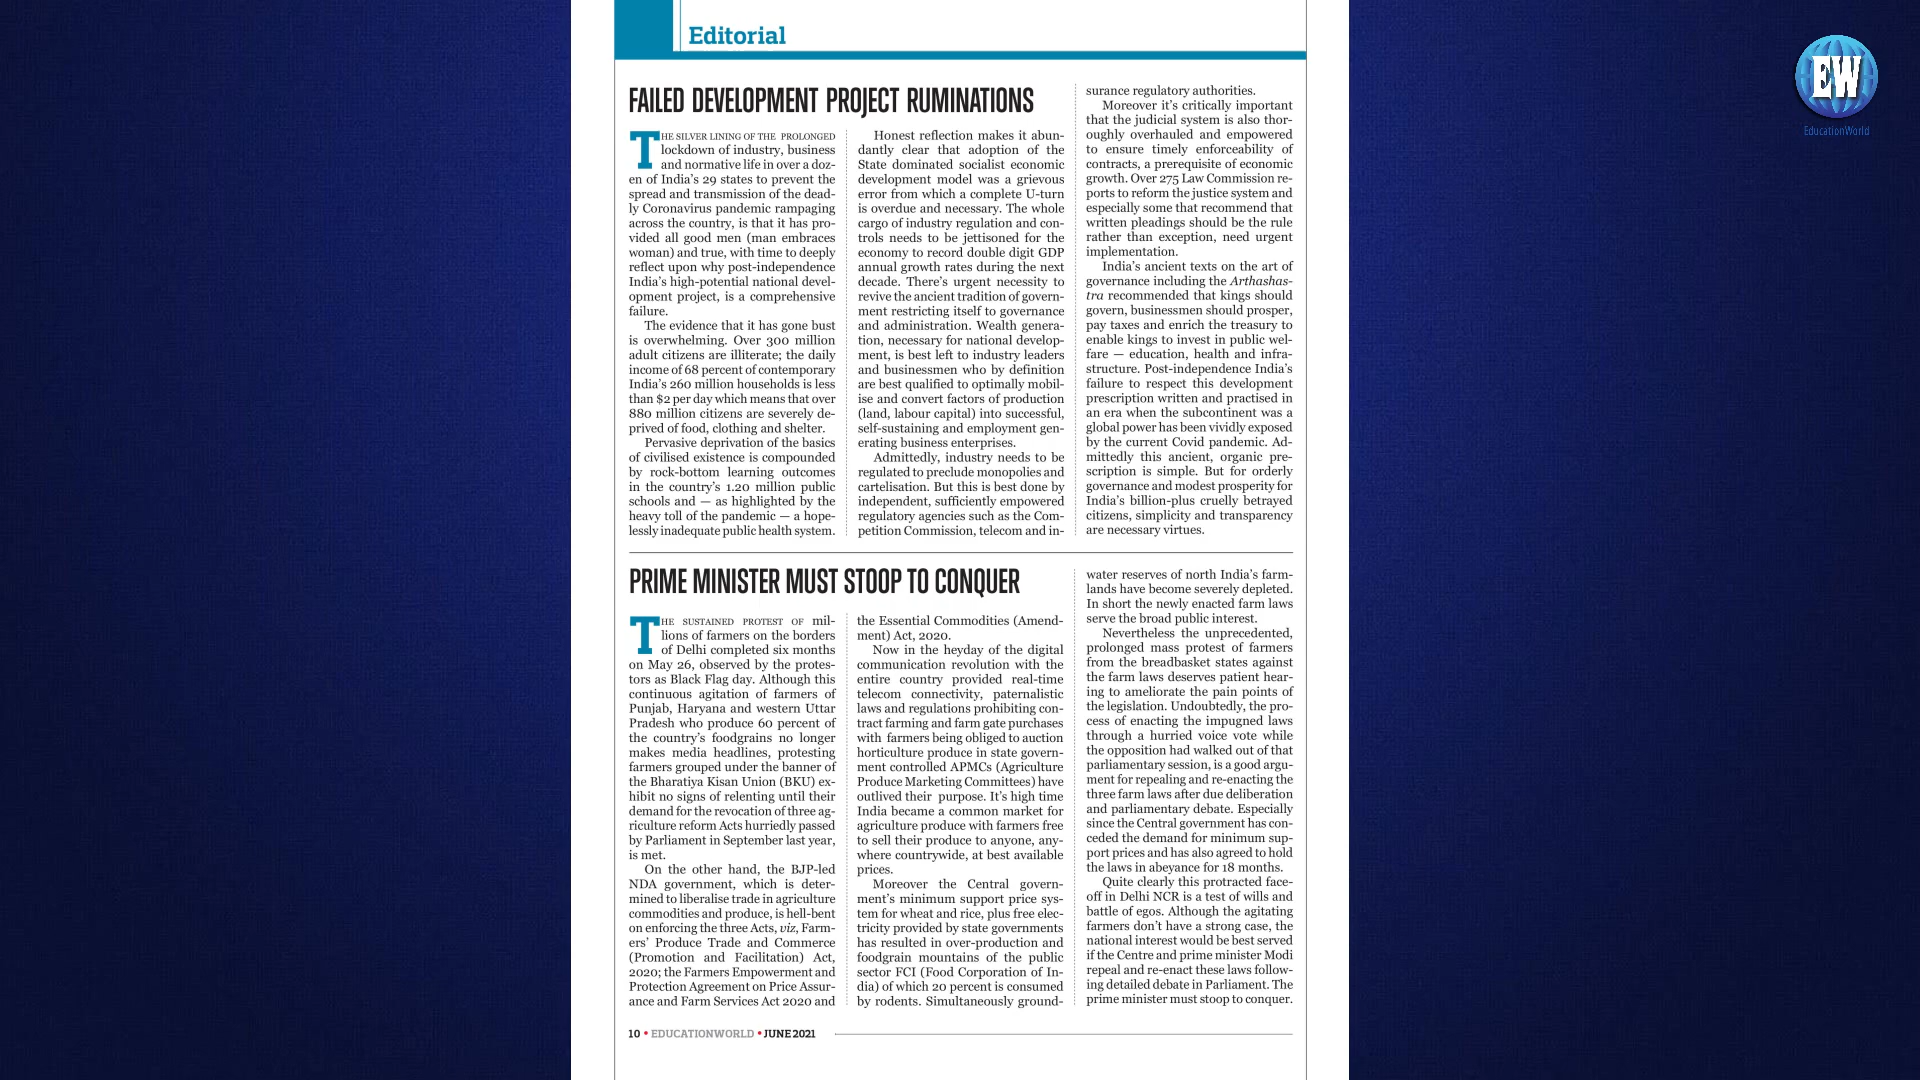 Editorial
FAILED DEVELOPMENT PROJECT RUMINATIONS
THE SILVER LINING OF THE PROLONGED
lockdown of industry, business
and normative life in over a doz-
en of India's 29 states to prevent the
spread and transmission of the dead-
ly Coronavirus pandemic rampaging
across the country, is that it has pro-
vided all good men (man embraces
woman) and true, with time to deeply
reflect upon why post-independence
India's high-potential national devel-
opment project, is a comprehensive
failure.
The evidence that it has gone bust
is overwhelming. Over 300 million
adult citizens are illiterate; the daily
income of 68 percent of contemporary
India's 260 million households is less
than $2 per day which means that over
880 million citizens are severely de-
prived of food, clothing and shelter.
Pervasive deprivation of the basics
of civilised existence is compounded
by rock-bottom learning outcomes
in the country's 1.20 million public
schools and — as highlighted by the
heavy toll of the pandemic — a hope-
lessly inadequate public health system.
Honest reflection makes it abun-
dantly clear that adoption of the
State dominated socialist economic
development model was a grievous
error from which a complete U-turn
is overdue and necessary. The whole
cargo of industry regulation and con-
trols needs to be jettisoned for the
economy to record double digit GDP
annual growth rates during the next
decade. There's urgent necessity to
revive the ancient tradition of govern-
ment restricting itself to governance
and administration. Wealth genera-
tion, necessary for national develop-
ment, is best left to industry leaders
and businessmen who by definition
are best qualified to optimally mobil-
ise and convert factors of production
(land, labour capital) into successful,
self-sustaining and employment gen-
erating business enterprises.
Admittedly, industry needs to be
regulated to preclude monopolies and
cartelisation. But this is best done by
independent, sufficiently empowered
regulatory agencies such as the Com-
petition Commission, telecom and in-
surance regulatory authorities.
Moreover it's critically important
that the judicial system is also thor-
oughly overhauled and empowered
to ensure timely enforceability of
contracts, a prerequisite of economic
growth. Over 275 Law Commission re-
ports to reform the justice system and
especially some that recommend that
written pleadings should be the rule
rather than exception, need urgent
implementation.
India's ancient texts on the art of
governance including the Arthashas-
tra recommended that kings should
govern, businessmen should prosper,
pay taxes and enrich the treasury to
enable kings to invest in public wel-
fare — education, health and infra-
structure. Post-independence India's
failure to respect this development
prescription written and practised in
an era when the subcontinent was a
global power has been vividly exposed
by the current Covid pandemic. Ad-
mittedly this ancient, organic pre-
scription is simple. But for orderly
governance and modest prosperity for
India's billion-plus cruelly betrayed
citizens, simplicity and transparency
are necessary virtues.
PRIME MINISTER MUST STOOP TO CONQUER
THE SUSTAINED PROTEST OF mil-
lions of farmers on the borders
of Delhi completed six months
on May 26, observed by the protes-
tors as Black Flag day. Although this
continuous agitation of farmers of
Punjab, Haryana and western Uttar
Pradesh who produce 60 percent of
the country's foodgrains no longer
makes media headlines, protesting
farmers grouped under the banner of
the Bharatiya Kisan Union (BKU) ex-
hibit no signs of relenting until their
demand for the revocation of three ag-
riculture reform Acts hurriedly passed
by Parliament in September last year,
is met.
On the other hand, the BJP-led
NDA government, which is deter-
mined to liberalise trade in agriculture
commodities and produce, is hell-bent
on enforcing the three Acts, viz, Farm-
ers' Produce Trade and Commerce
(Promotion and Facilitation) Act,
2020; the Farmers Empowerment and
Protection Agreement on Price Assur-
ance and Farm Services Act 2020 and
the Essential Commodities (Amend-
ment) Act, 2020.
Now in the heyday of the digital
communication revolution with the
entire country provided real-time
telecom connectivity, paternalistic
laws and regulations prohibiting con-
tract farming and farm gate purchases
with farmers being obliged to auction
horticulture produce in state govern-
ment controlled APMCs (Agriculture
Produce Marketing Committees) have
outlived their purpose. It's high time
India became a common market for
agriculture produce with farmers free
to sell their produce to anyone, any-
where countrywide, at best available
prices.
Moreover the Central govern-
ment's minimum support price sys-
tem for wheat and rice, plus free elec-
tricity provided by state governments
has resulted in over-production and
foodgrain mountains of the public
sector FCI (Food Corporation of In-
dia) of which 20 percent is consumed
by rodents. Simultaneously ground-
water reserves of north India's farm-
lands have become severely depleted.
In short the newly enacted farm laws
serve the broad public interest.
Nevertheless the unprecedented,
prolonged mass protest of farmers
from the breadbasket states against
the farm laws deserves patient hear-
ing to ameliorate the pain points of
the legislation. Undoubtedly, the pro-
cess of enacting the impugned laws
through a hurried voice vote while
the opposition had walked out of that
parliamentary session, is a good argu-
ment for repealing and re-enacting the
three farm laws after due deliberation
and parliamentary debate. Especially
since the Central government has con-
ceded the demand for minimum sup-
port prices and has also agreed to hold
the laws in abeyance for 18 months.
Quite clearly this protracted face-
off in Delhi NCR is a test of wills and
battle of egos. Although the agitating
farmers don't have a strong case, the
national interest would be best served
if the Centre and prime minister Modi
repeal and re-enact these laws follow-
ing detailed debate in Parliament. The
prime minister must stoop to conquer.
10 • EDUCATIONWORLD • JUNE 2021
EW
EducationWorld